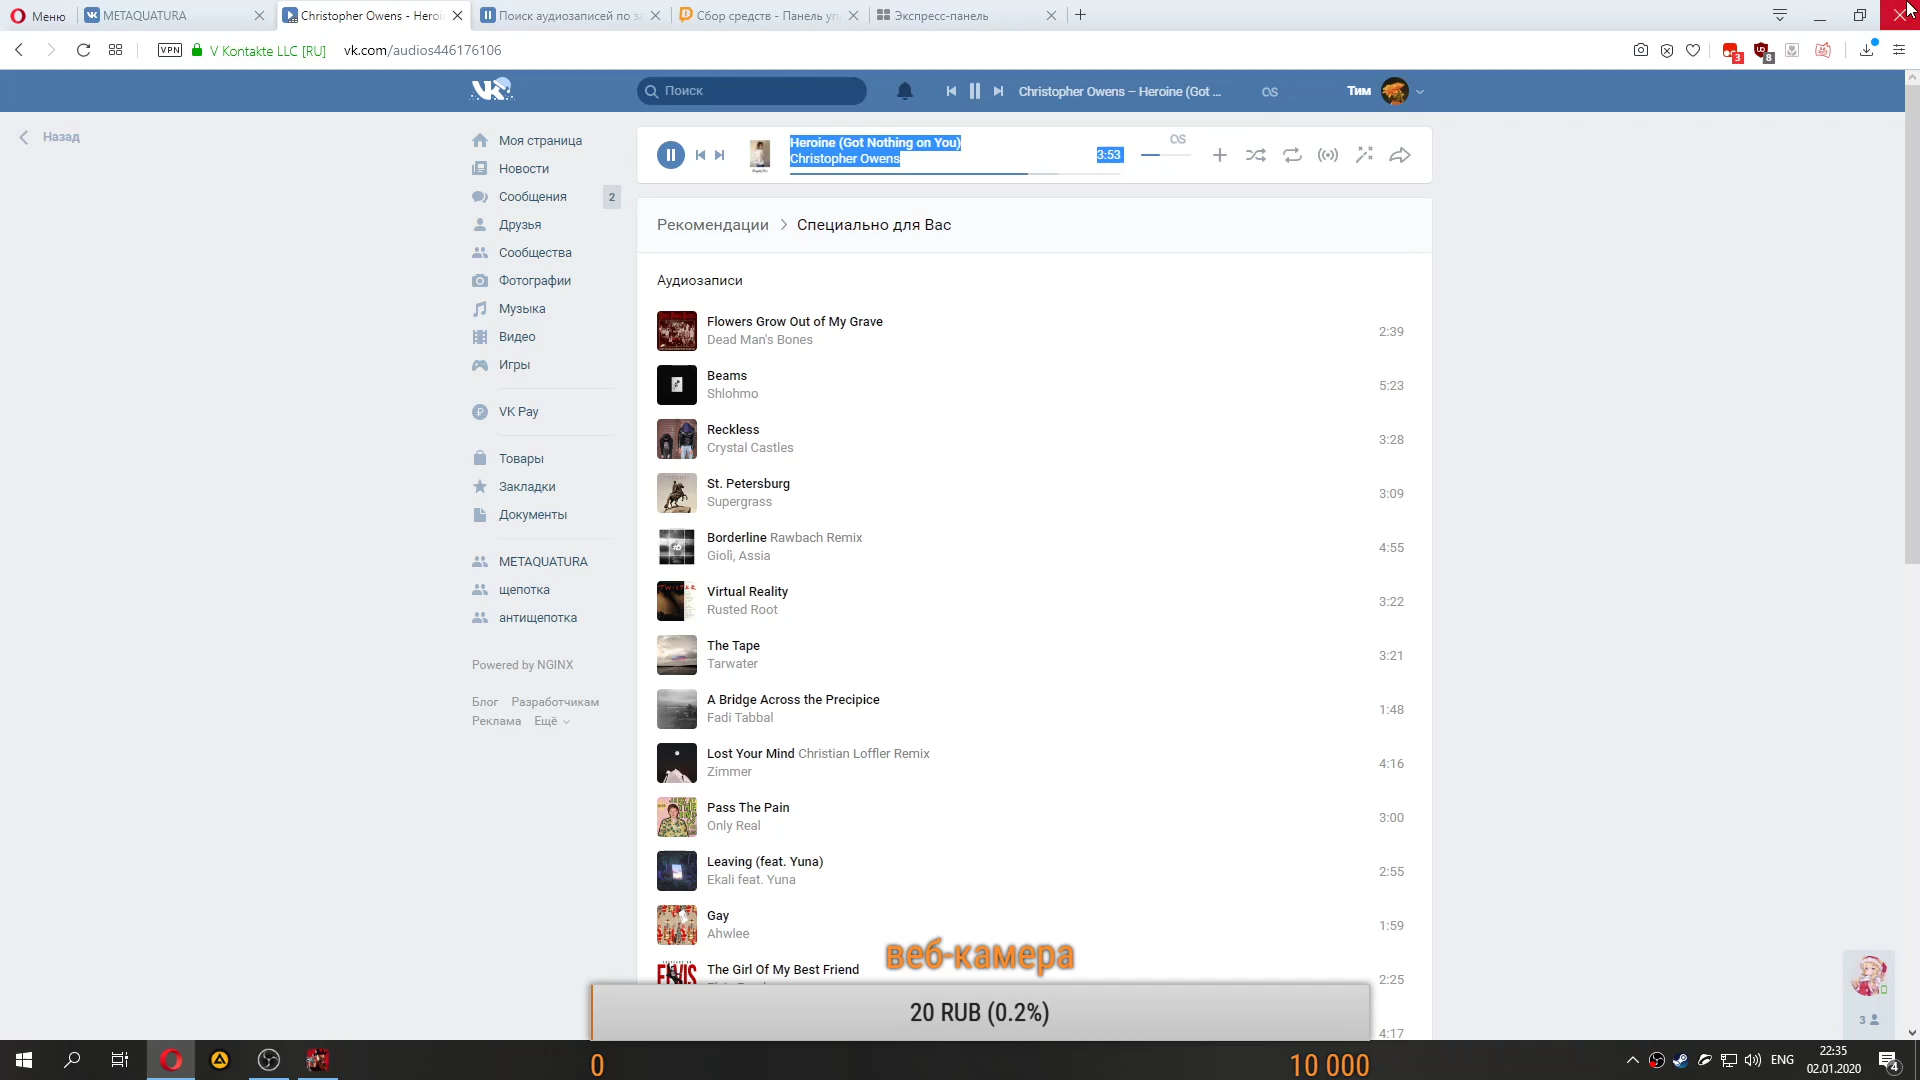 Меню
METAQUATURA
Christopher Owens - Heroi
Поиск аудиозаписей по за
Сбор средств - Панель уп
Экспресс-панель
VPN
V Kontakte LLC [RU]
vk.com/audios446176106
3
8
Поиск
Christopher Owens – Heroine (Got ...
Тим
Назад
Моя страница
Новости
Сообщения
2
Друзья
Сообщества
Фотографии
Музыка
Видео
Игры
VK Pay
Товары
Закладки
Документы
METAQUATURA
щепотка
антищепотка
Powered by NGINX
Блог Разработчикам
Реклама Ещё
Heroine (Got Nothing on You)
Christopher Owens
3:53
Рекомендации
Специально для Вас
Аудиозаписи
Flowers Grow Out of My Grave
Dead Man's Bones
2:39
Beams
Shlohmo
5:23
Reckless
Crystal Castles
3:28
St. Petersburg
Supergrass
3:09
Borderline Rawbach Remix
Giolì, Assia
4:55
Virtual Reality
Rusted Root
3:22
The Tape
Tarwater
3:21
A Bridge Across the Precipice
Fadi Tabbal
1:48
Lost Your Mind Christian Loffler Remix
Zimmer
4:16
Pass The Pain
Only Real
3:00
Leaving (feat. Yuna)
Ekali feat. Yuna
2:55
Gay
Ahwlee
1:59
The Girl Of My Best Friend
2:25
4:17
веб-камера
20 RUB (0.2%)
0
10 000
3
ENG
22:35
02.01.2020
4